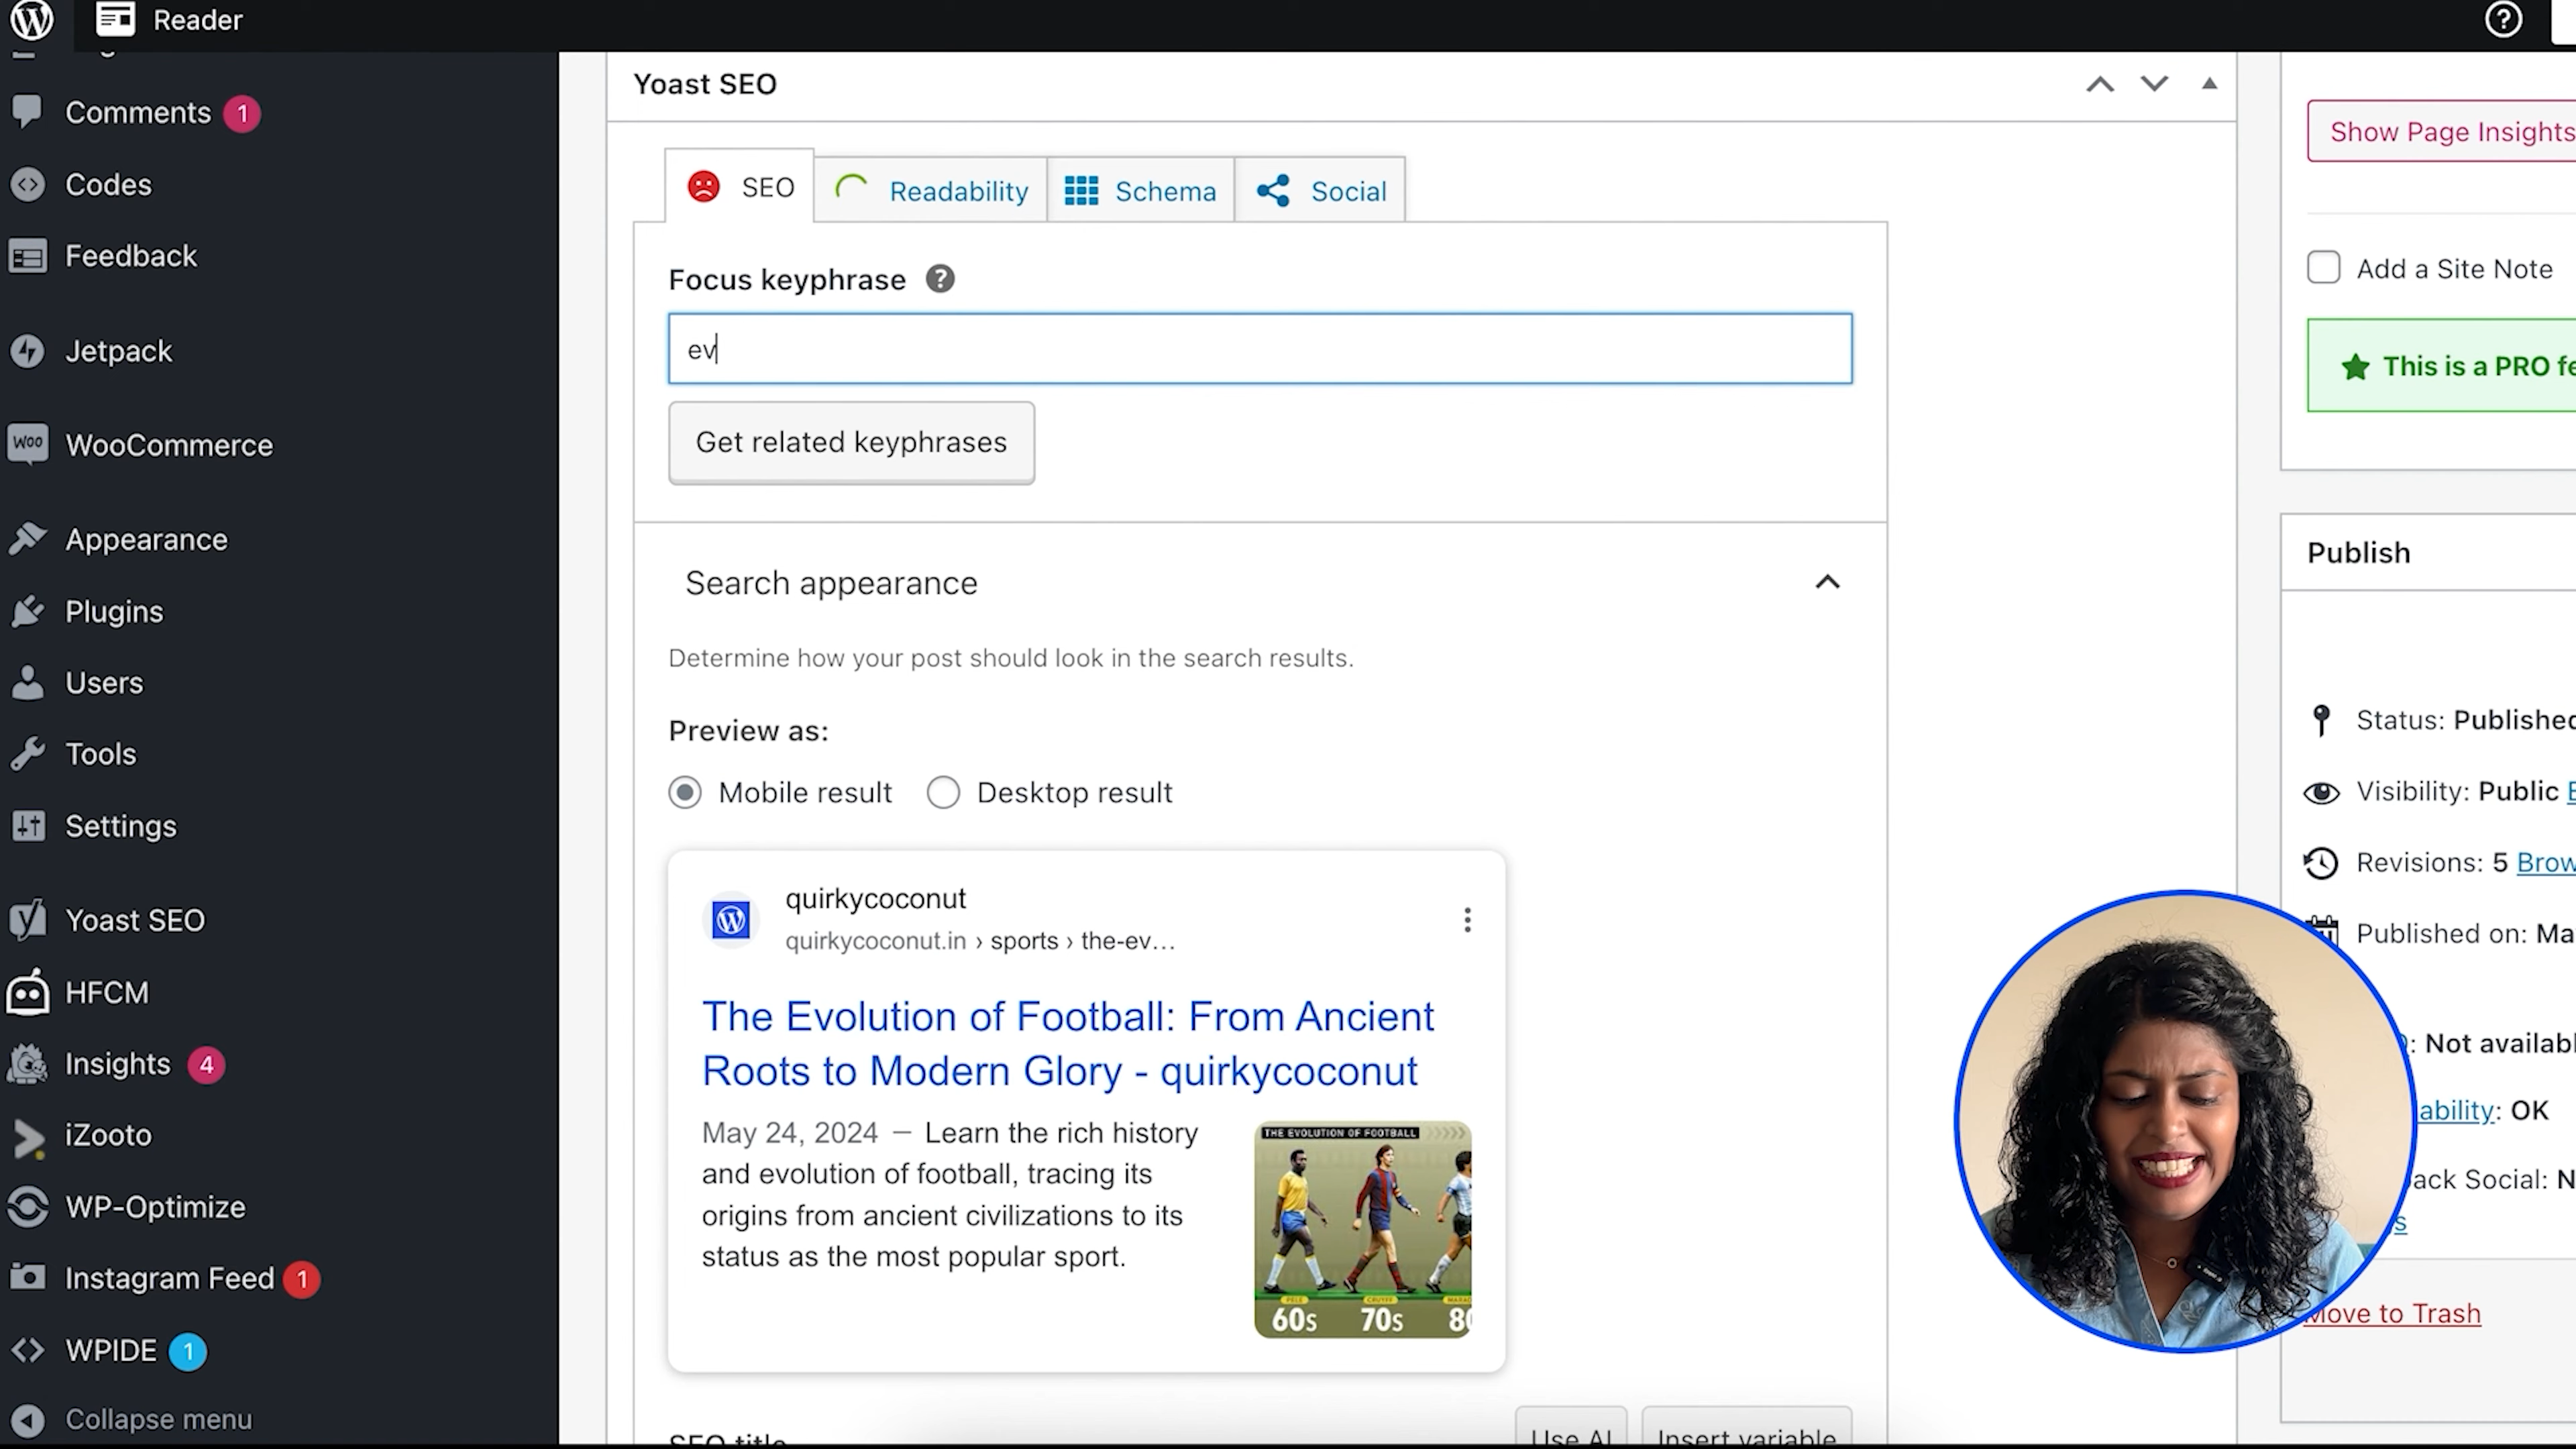 Reader
Comments 1
Codes
Feedback
Jetpack
WooCommerce
Appearance
Plugins
Users
Tools
Settings
Yoast SEO
HFCM
Insights 4
iZooto
WP-Optimize
Instagram Feed 1
WPIDE 1
Collapse menu
Yoast SEO
SEO
Readability
Schema
Social
Focus keyphrase ?
ev
Get related keyphrases
Search appearance
Determine how your post should look in the search results.
Preview as:
Mobile result
Desktop result
quirkycoconut
quirkycoconut.in › sports › the-ev…
The Evolution of Football: From Ancient
Roots to Modern Glory - quirkycoconut
May 24, 2024 – Learn the rich history
and evolution of football, tracing its
origins from ancient civilizations to its
status as the most popular sport.
THE EVOLUTION OF FOOTBALL
60s 70s 80
SEO title
Use AI
Insert variable
Show Page Insights
Add a Site Note
This is a PRO fe
Publish
Status: Published
Visibility: Public E
Revisions: 5 Brow
Published on: Ma
: Not availabl
ability: OK
ack Social: N
s
Move to Trash